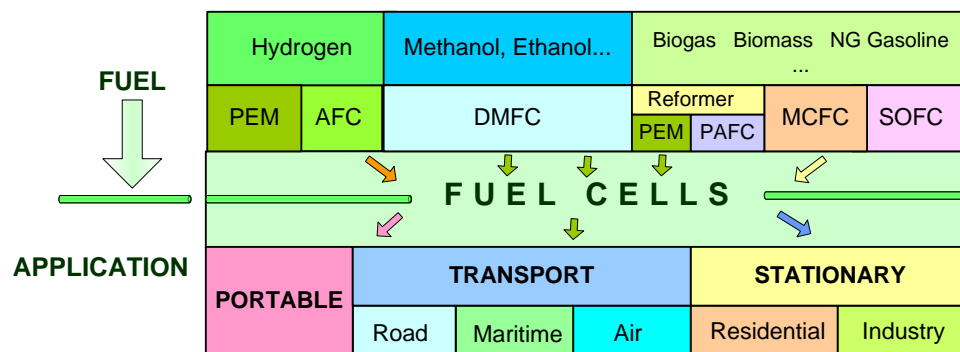 Hydrogen
Methanol, Ethanol...
Biogas Biomass NG Gasoline
...
FUEL
PEM
AFC
DMFC
Reformer
PEM
PAFC
MCFC
SOFC
FUEL CELLS
APPLICATION
PORTABLE
TRANSPORT
STATIONARY
Road
Maritime
Air
Residential
Industry